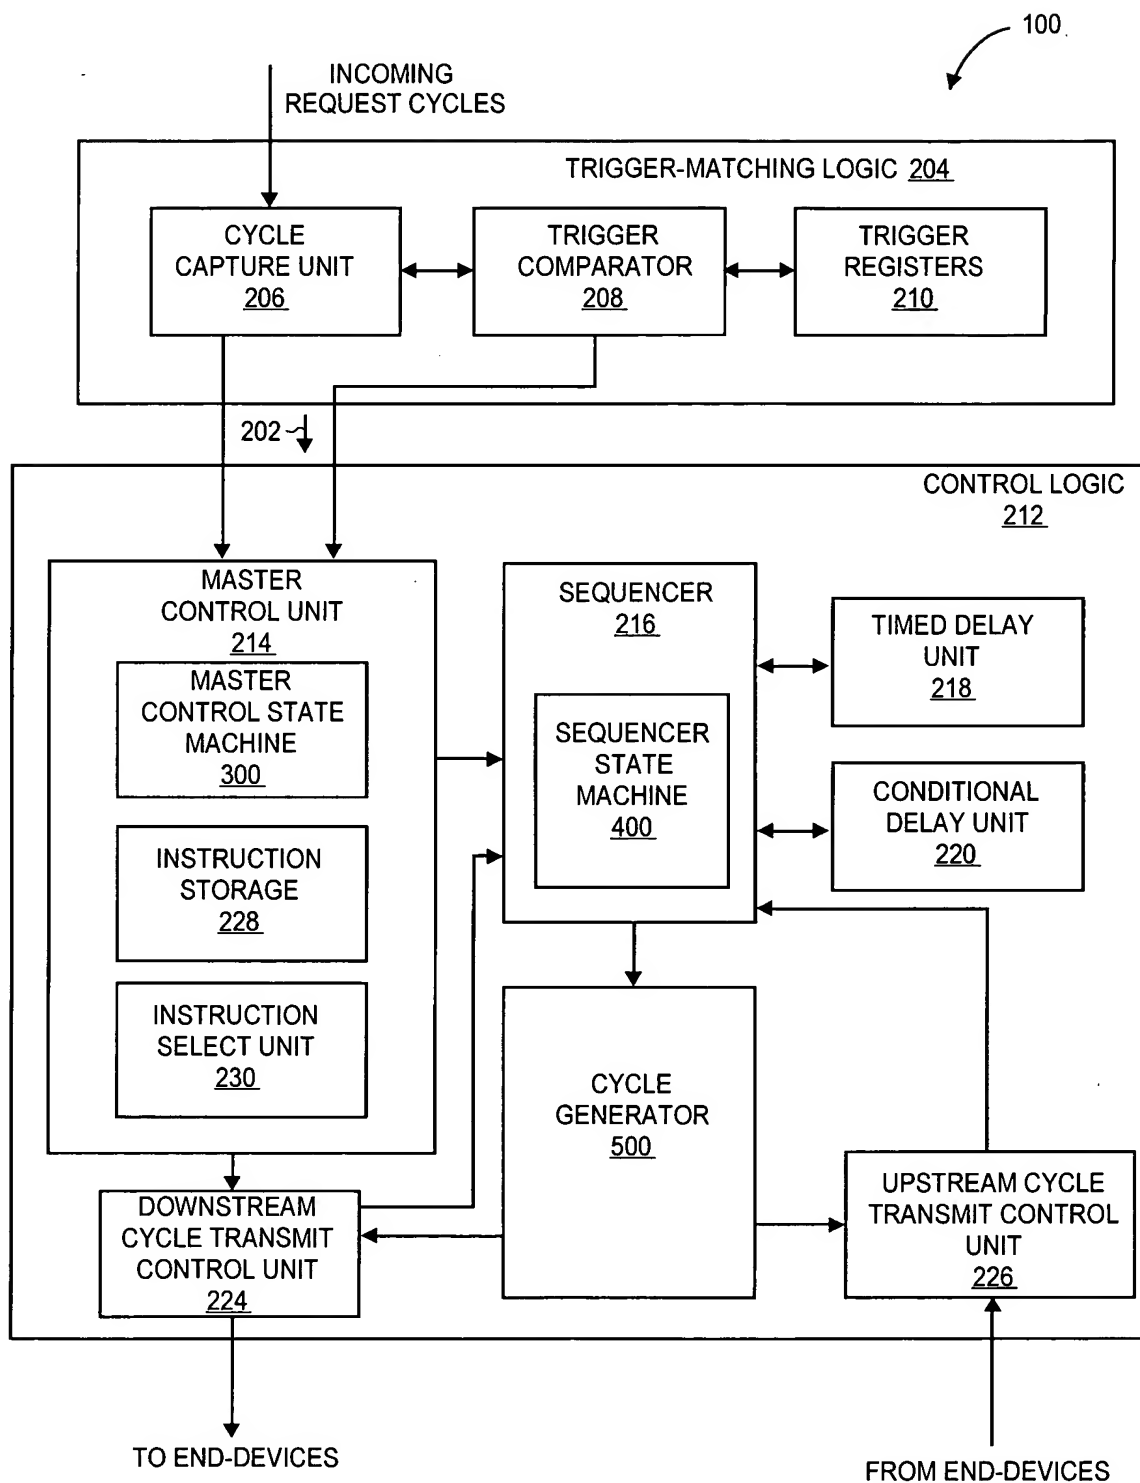 100
INCOMING
REQUEST CYCLES
TRIGGER-MATCHING LOGIC 204
CYCLE
CAPTURE UNIT
206
TRIGGER
COMPARATOR
208
TRIGGER
REGISTERS
210
202
CONTROL LOGIC
212
MASTER
CONTROL UNIT
214
MASTER
CONTROL STATE
MACHINE
300
INSTRUCTION
STORAGE
228
INSTRUCTION
SELECT UNIT
230
SEQUENCER
216
SEQUENCER
STATE
MACHINE
400
TIMED DELAY
UNIT
218
CONDITIONAL
DELAY UNIT
220
CYCLE
GENERATOR
500
DOWNSTREAM
CYCLE TRANSMIT
CONTROL UNIT
224
UPSTREAM CYCLE
TRANSMIT CONTROL
UNIT
226
TO END-DEVICES
FROM END-DEVICES